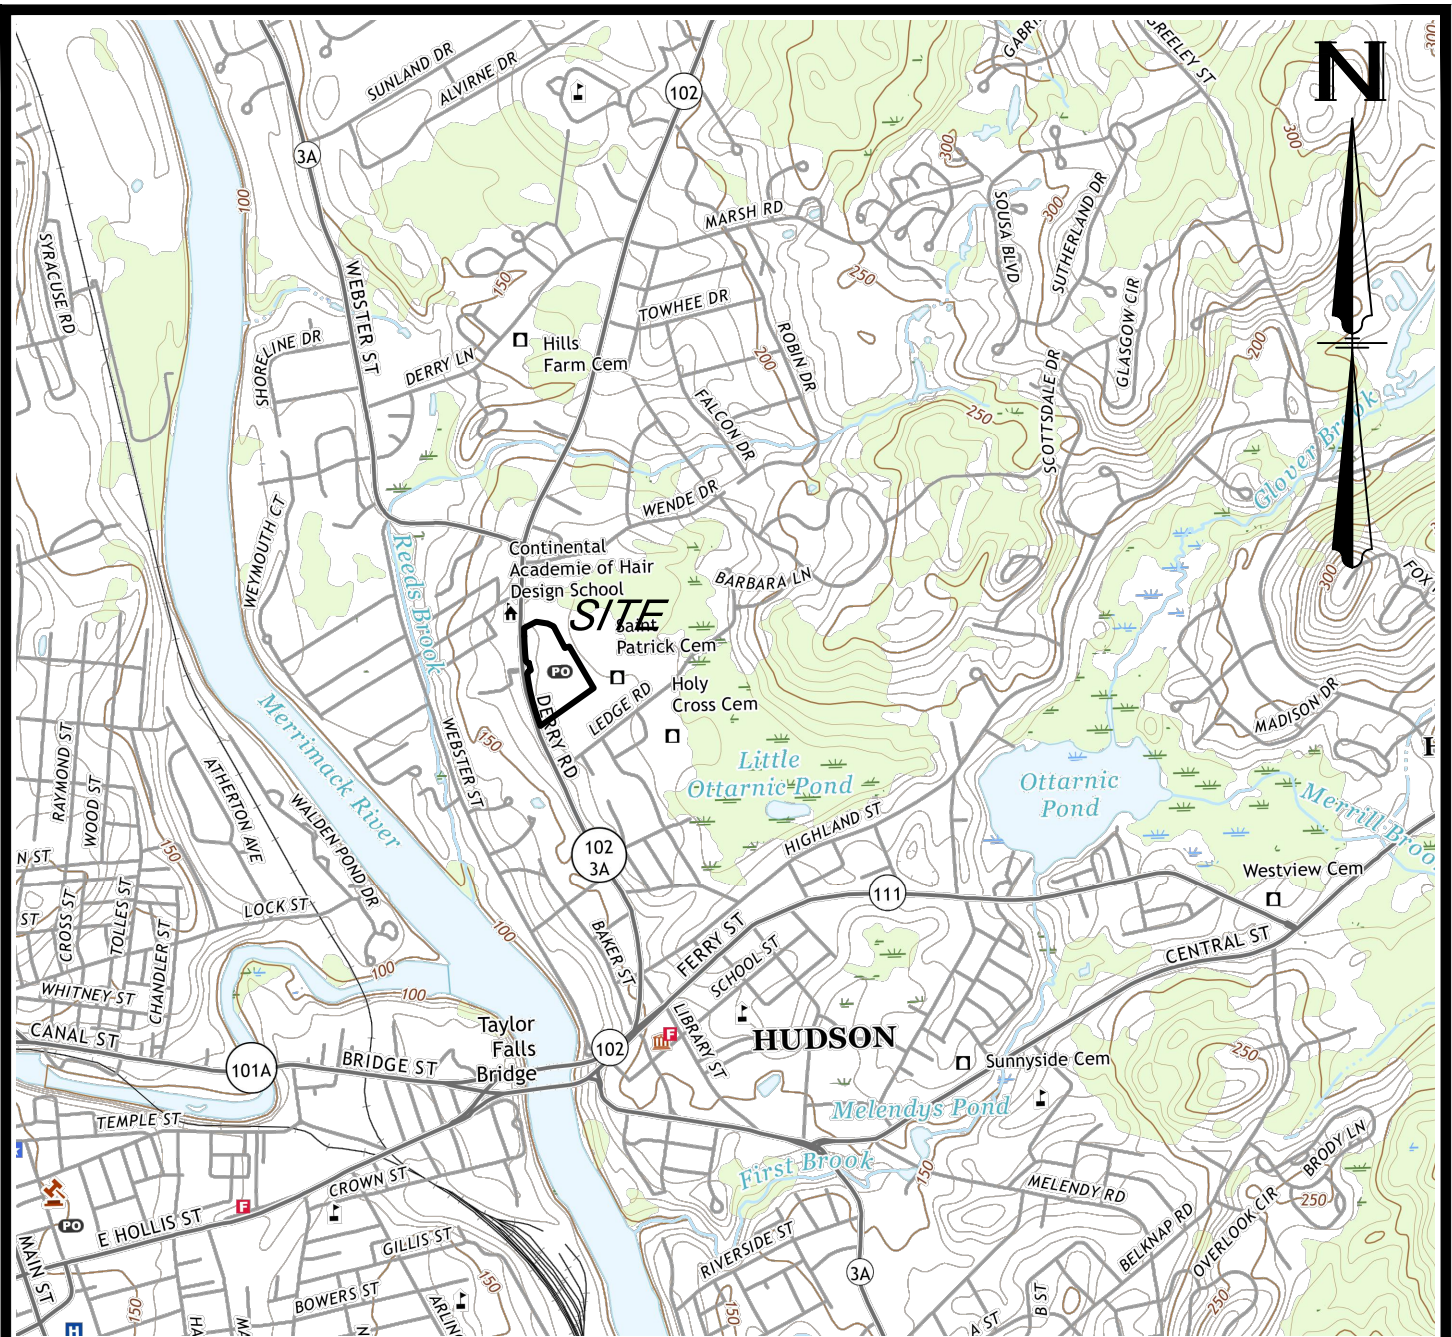 N
SUNLAND DR
ALVIRNE DR
GREELEY ST
102
3A
300
300
300
300
100
MARSH RD
SOUSA BLVD
SUTHERLAND DR
SYRACUSE RD
WEBSTER ST
150
250
GLASGOW CIR
TOWHEE DR
SHORELINE DR
DERRY LN
Hills
Farm Cem
ROBIN DR
200
200
FALCON DR
SCOTTSDALE DR
250
Glover Brook
WENDE DR
WEYMOUTH CT
Reeds Brook
Continental
Academie of Hair
Design School
BARBARA LN
300
SITE
Saint
Patrick Cem
PO
Holy
Cross Cem
LEDGE RD
DERRY RD
MADISON DR
Merrimack River
WEBSTER ST
150
RAYMOND ST
WOOD ST
ATHERTON AVE
WALDEN POND DR
Little
Ottarnic Pond
Ottarnic
Pond
HIGHLAND ST
150
N ST
102
3A
Westview Cem
111
LOCK ST
ST
CROSS ST
TOLLES ST
CHANDLER ST
100
BAKER ST
FERRY ST
SCHOOL ST
CENTRAL ST
100
100
WHITNEY ST
CANAL ST
Taylor
Falls
Bridge
102
F
LIBRARY ST
HUDSON
250
101A
BRIDGE ST
Sunnyside Cem
Melendys Pond
TEMPLE ST
First Brook
150
BRODY LN
MELENDY RD
250
CROWN ST
F
PO
E HOLLIS ST
BELKNAP RD
OVERLOOK CIR
MAIN ST
GILLIS ST
RIVERSIDE ST
3A
150
150
BOWERS ST
150
250
B ST
A ST
H